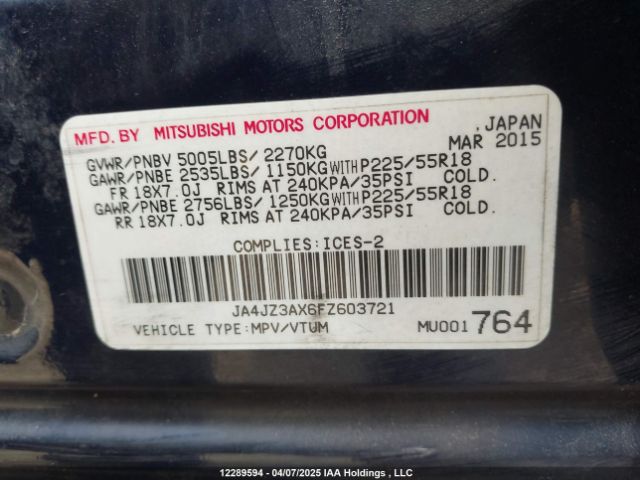 MFD. BY MITSUBISHI MOTORS CORPORATION ,JAPAN
GVWR/PNBV 5005LBS/ 2270KG MAR 2015
GAWR/PNBE 2535LBS/ 1150KG WITH P225/55R18
FR 18X7.0J RIMS AT 240KPA/35PSI COLD.
GAWR/PNBE 2756LBS/ 1250KG WITH P225/55R18
RR 18X7.0J RIMS AT 240KPA/35PSI COLD.
COMPLIES:ICES-2
JA4JZ3AX6FZ603721
VEHICLE TYPE:MPV/VTUM MU001 764
12289594 - 04/07/2025 IAA Holdings , LLC